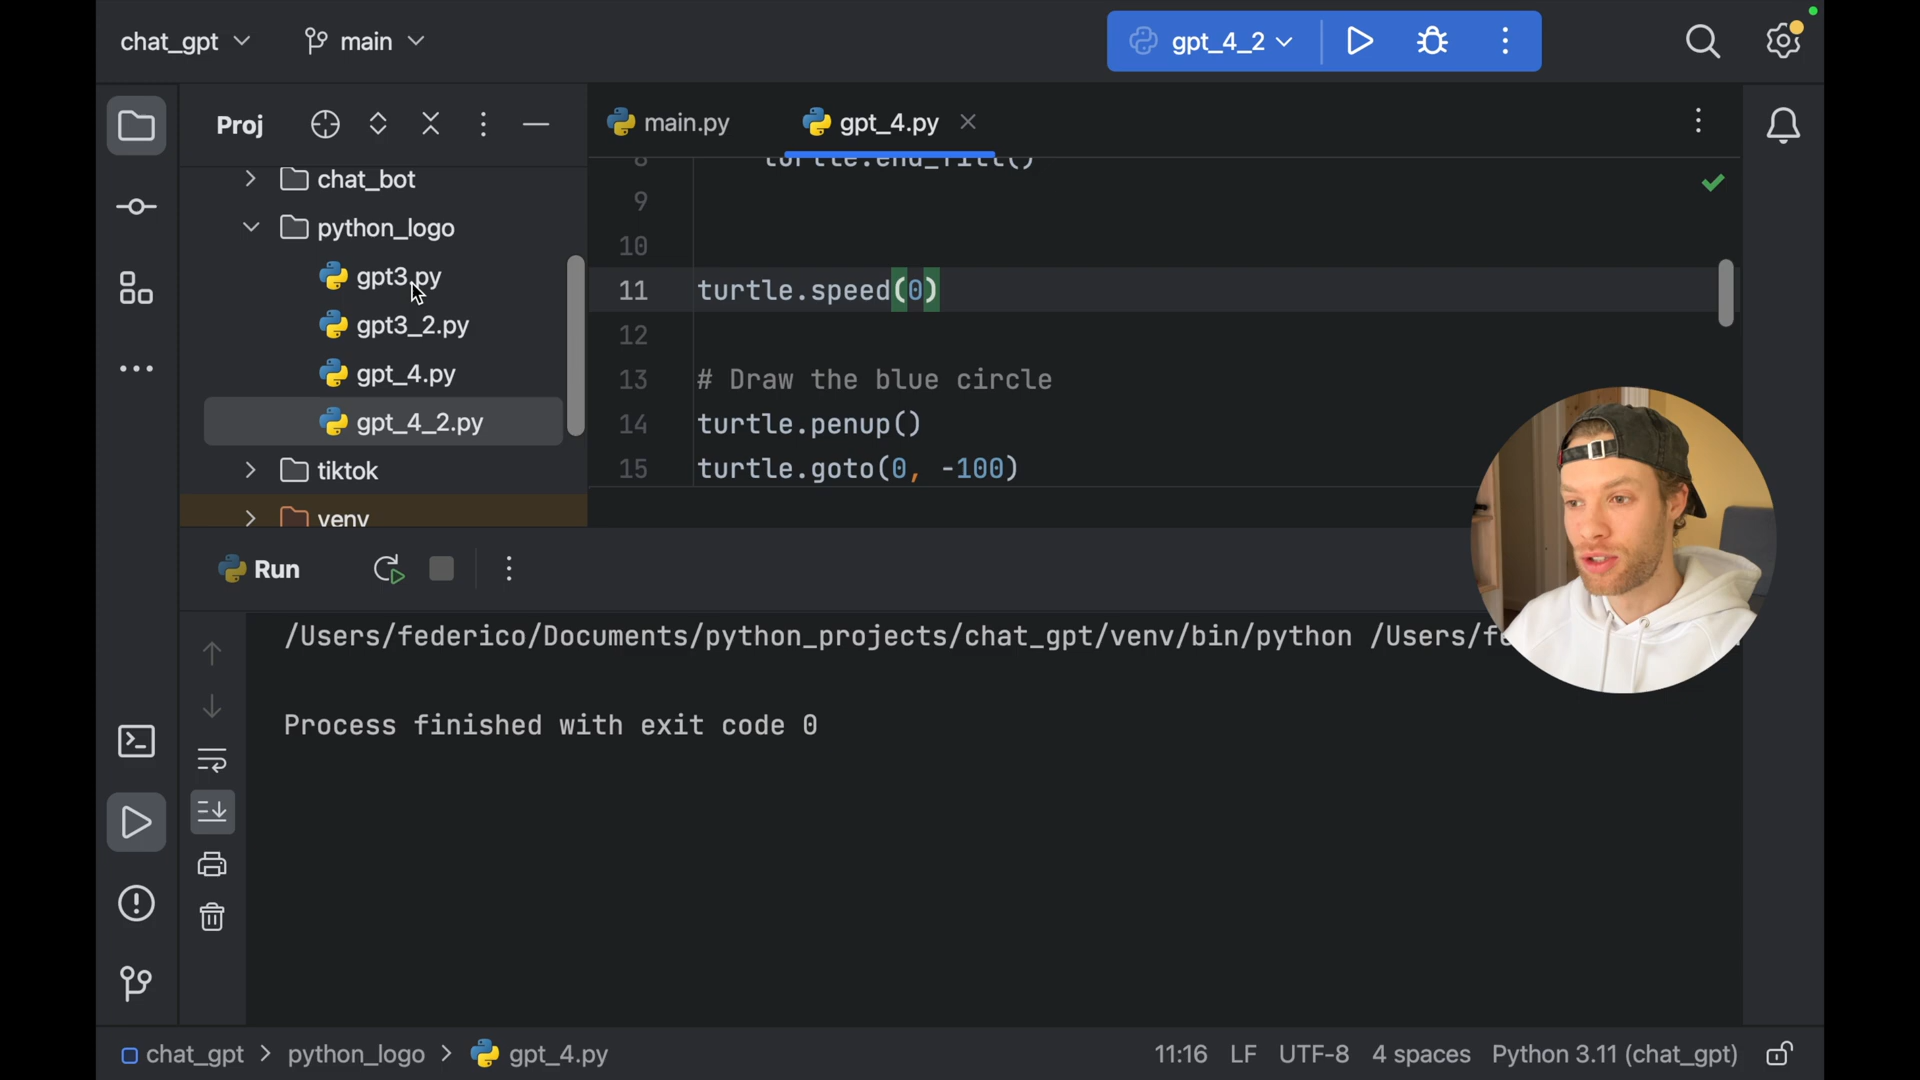 chat_gpt
main
gpt_4_2
Proj
main.py
gpt_4.py
chat_bot
python_logo
gpt3.py
gpt3_2.py
gpt_4.py
gpt_4_2.py
tiktok
venv
8 turtle.end_fill()
9
10
11 turtle.speed(0)
12
13 # Draw the blue circle
14 turtle.penup()
15 turtle.goto(0, -100)
Run
/Users/federico/Documents/python_projects/chat_gpt/venv/bin/python /Users/fe
Process finished with exit code 0
chat_gpt > python_logo > gpt_4.py
11:16 LF UTF-8 4 spaces Python 3.11 (chat_gpt)